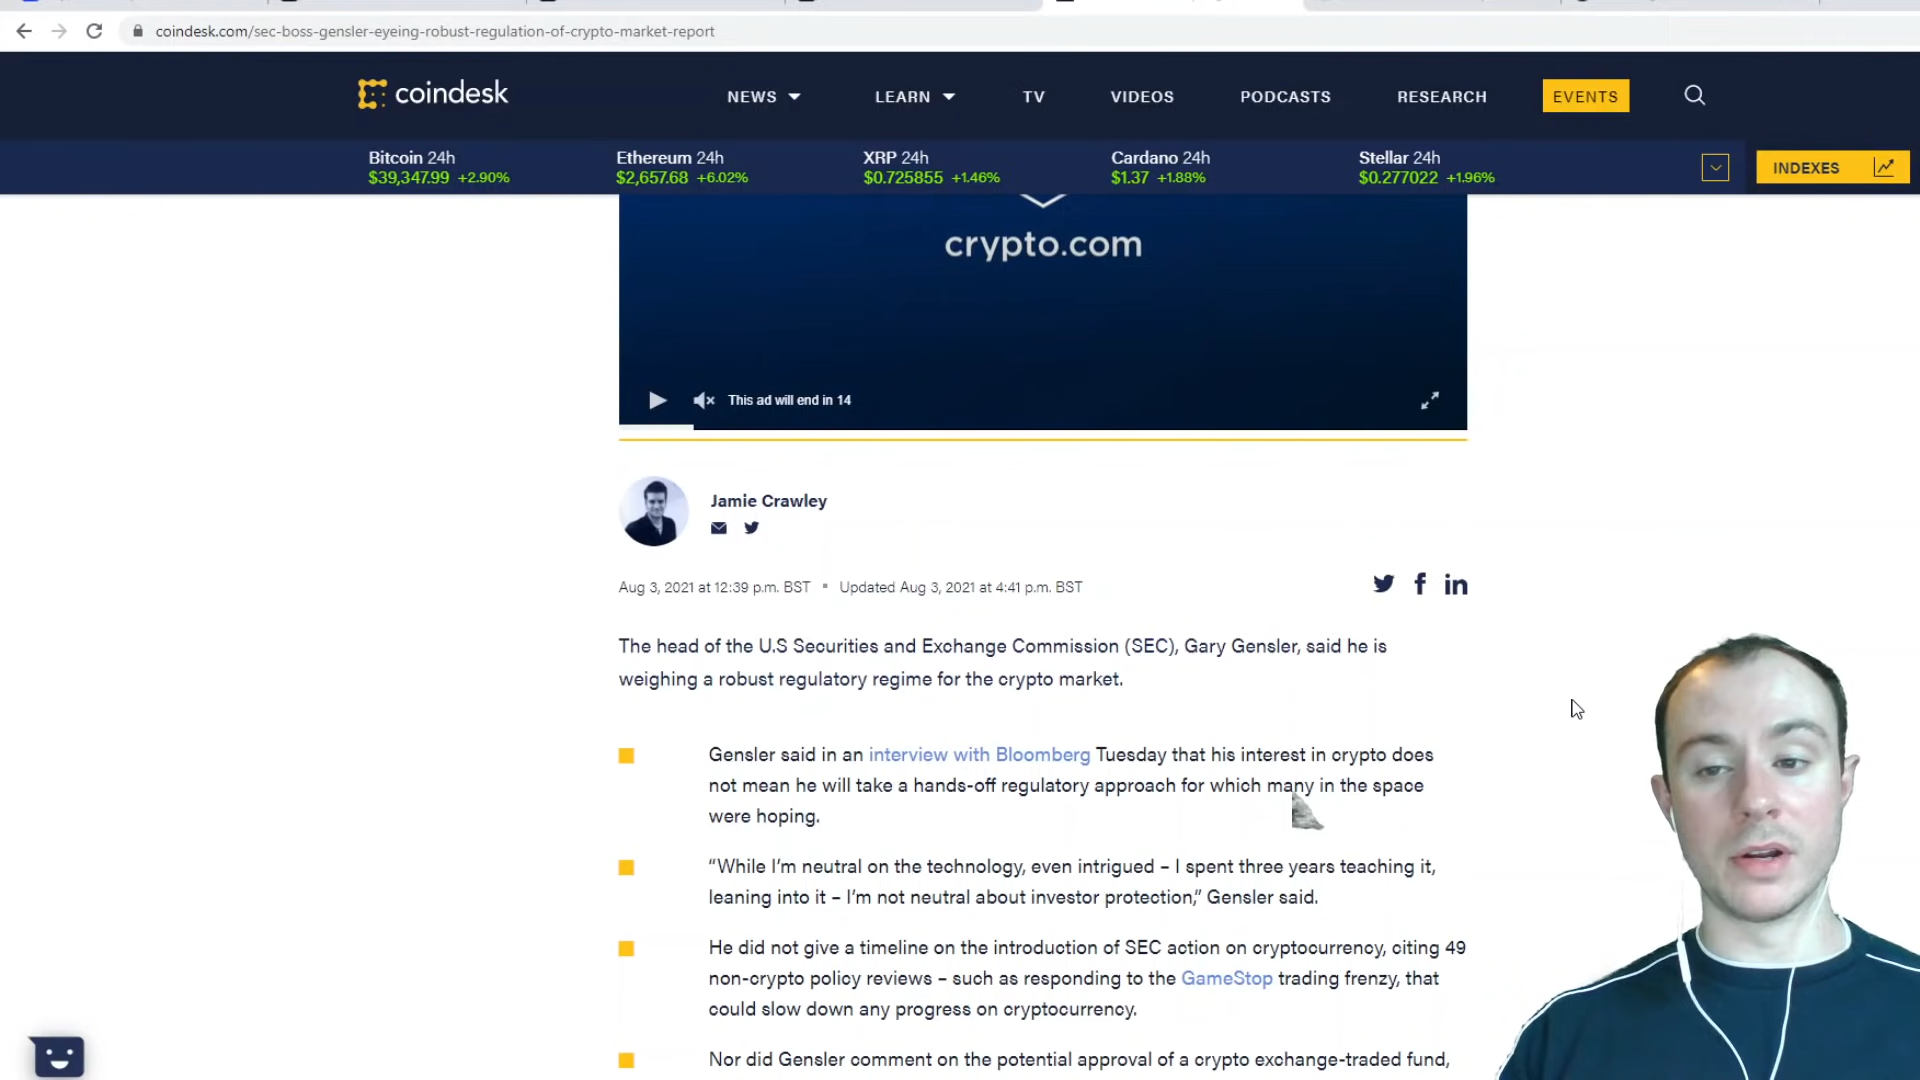 coindesk.com/sec-boss-gensler-eyeing-robust-regulation-of-crypto-market-report
coindesk
NEWS
LEARN
TV
VIDEOS
PODCASTS
RESEARCH
EVENTS
Bitcoin 24h
$39,347.99 +2.90%
Ethereum 24h
$2,657.68 +6.02%
XRP 24h
$0.725855 +1.46%
Cardano 24h
$1.37 +1.88%
Stellar 24h
$0.277022 +1.96%
INDEXES
crypto.com
This ad will end in 14
Jamie Crawley
Aug 3, 2021 at 12:39 p.m. BST ▪ Updated Aug 3, 2021 at 4:41 p.m. BST
The head of the U.S Securities and Exchange Commission (SEC), Gary Gensler, said he is
weighing a robust regulatory regime for the crypto market.
Gensler said in an interview with Bloomberg Tuesday that his interest in crypto does
not mean he will take a hands-off regulatory approach for which many in the space
were hoping.
“While I’m neutral on the technology, even intrigued – I spent three years teaching it,
leaning into it – I’m not neutral about investor protection,” Gensler said.
He did not give a timeline on the introduction of SEC action on cryptocurrency, citing 49
non-crypto policy reviews – such as responding to the GameStop trading frenzy, that
could slow down any progress on cryptocurrency.
Nor did Gensler comment on the potential approval of a crypto exchange-traded fund,